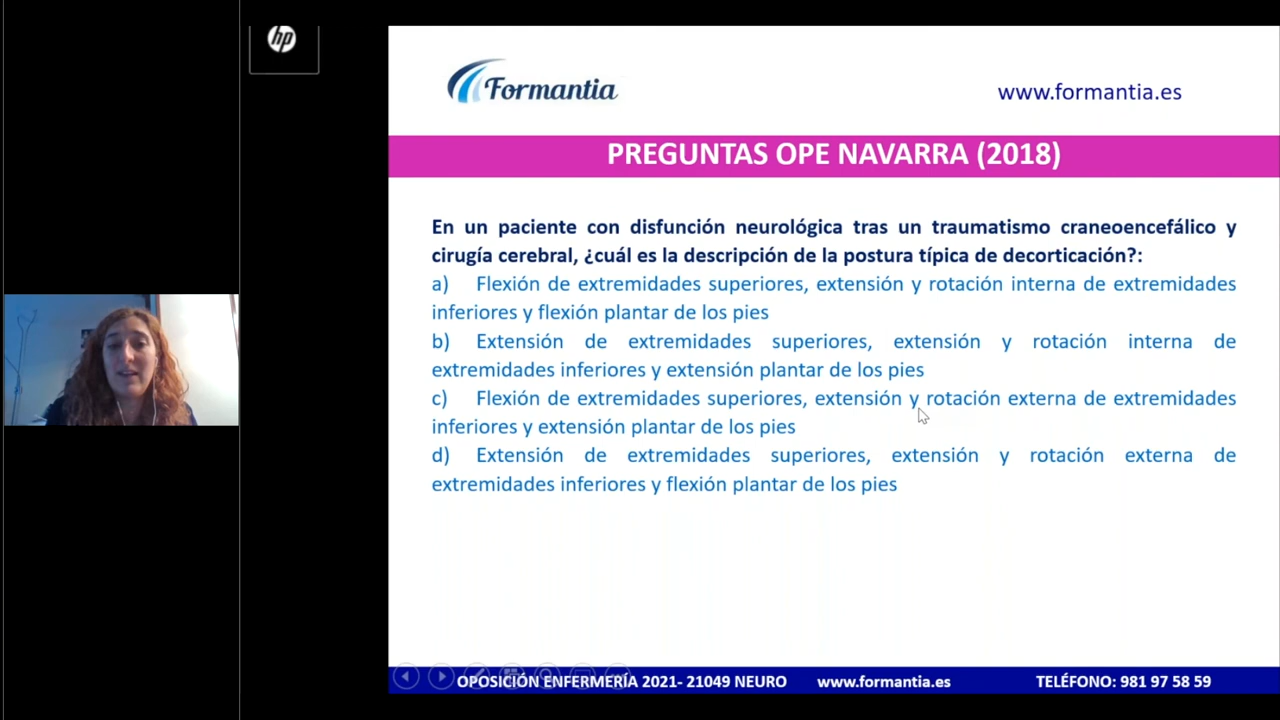 hp
Formantia
www.formantia.es
PREGUNTAS OPE NAVARRA (2018)
En un paciente con disfunción neurológica tras un traumatismo craneoencefálico y
cirugía cerebral, ¿cuál es la descripción de la postura típica de decorticación?:
a) Flexión de extremidades superiores, extensión y rotación interna de extremidades
inferiores y flexión plantar de los pies
b) Extensión de extremidades superiores, extensión y rotación interna de
extremidades inferiores y extensión plantar de los pies
c) Flexión de extremidades superiores, extensión y rotación externa de extremidades
inferiores y extensión plantar de los pies
d) Extensión de extremidades superiores, extensión y rotación externa de
extremidades inferiores y flexión plantar de los pies
OPOSICIÓN ENFERMERÍA 2021- 21049 NEURO www.formantia.es TELÉFONO: 981 97 58 59